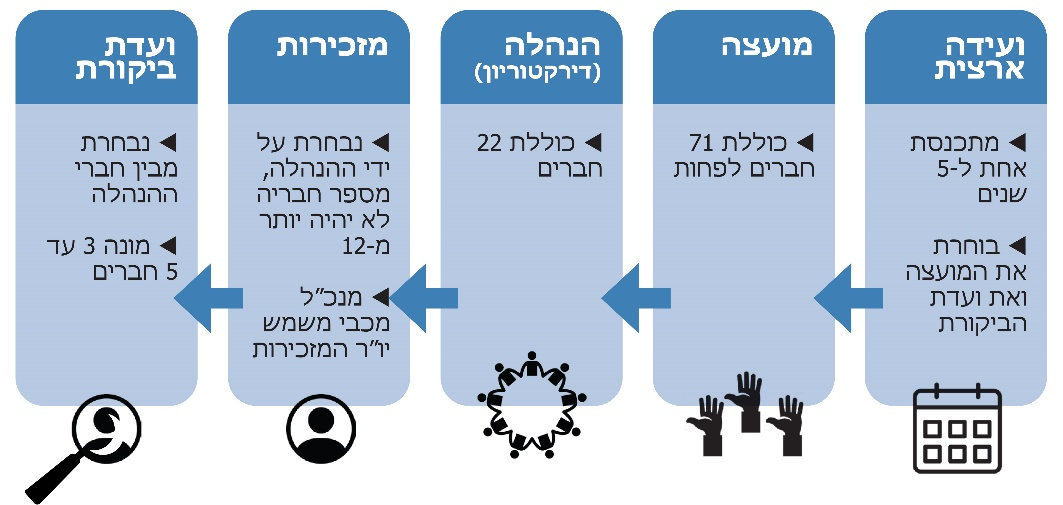 ועידה
ארצית
◄ מתכנסת
אחת ל-5
שנים
◄ בוחרת
את המועצה
ואת ועדת
הביקורת
מועצה
◄ כוללת 71
חברים לפחות
הנהלה
(דירקטוריון)
◄ כוללת 22
חברים
מזכירות
◄ נבחרת על
ידי ההנהלה,
מספר חבריה
לא יהיה יותר
מ-12
◄ מנכ"ל
מכבי משמש
יו"ר המזכירות
ועדת
ביקורת
◄ נבחרת
מבין חברי
ההנהלה
◄ מונה 3 עד
5 חברים